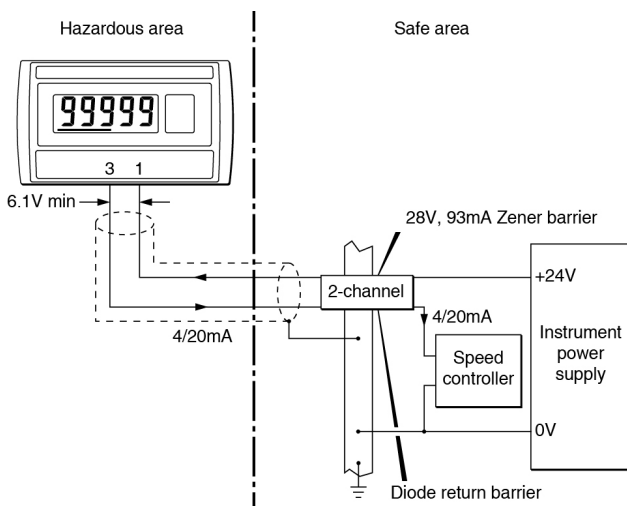 Hazardous area
Safe area
99999
3 1
6.1V min
28V, 93mA Zener barrier
2-channel
+24V
4/20mA
4/20mA
Speed
controller
Instrument
power
supply
0V
Diode return barrier